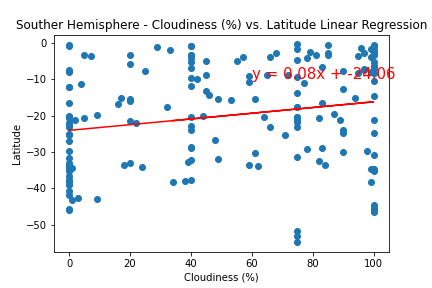 Souther Hemisphere - Cloudiness (%) vs. Latitude Linear Regression
0
y = 0.08x + -24.06
−10
−20
−30
−40
−50
Latitude
0 20 40 60 80 100
Cloudiness (%)